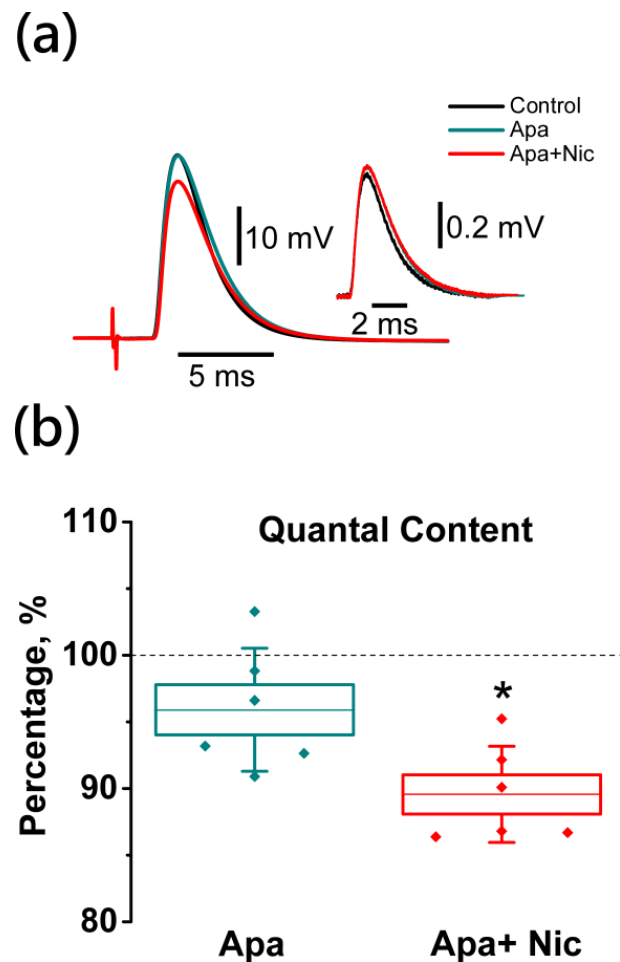 (a)
Control
Apa
Apa+Nic
10 mV
0.2 mV
2 ms
5 ms
(b)
Quantal Content
Percentage, %
110
100
90
80
*
Apa
Apa+ Nic